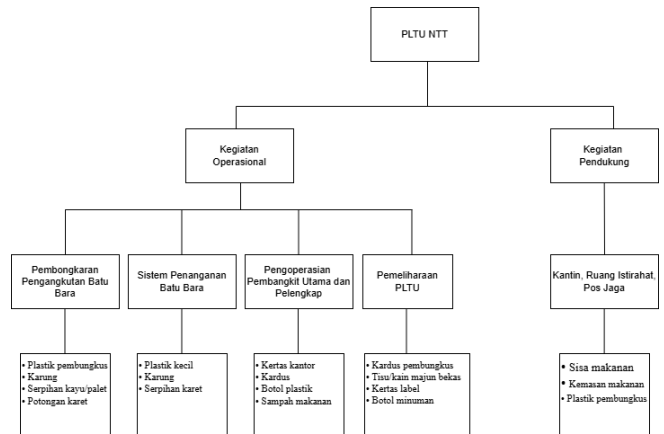 PLTU NTT
Kegiatan
Operasional
Kegiatan
Pendukung
Pembongkaran
Pengangkutan Batu
Bara
Sistem Penanganan
Batu Bara
Pengoperasian
Pembangkit Utama dan
Pelengkap
Pemeliharaan
PLTU
Kantin, Ruang Istirahat,
Pos Jaga
• Plastik pembungkus
• Karung
• Serpihan kayu/palet
• Potongan karet
• Plastik kecil
• Karung
• Serpihan karet
• Kertas kantor
• Kardus
• Botol plastik
• Sampah makanan
• Kardus pembungkus
• Tisu/kain majun bekas
• Kertas label
• Botol minuman
• Sisa makanan
• Kemasan makanan
• Plastik pembungkus